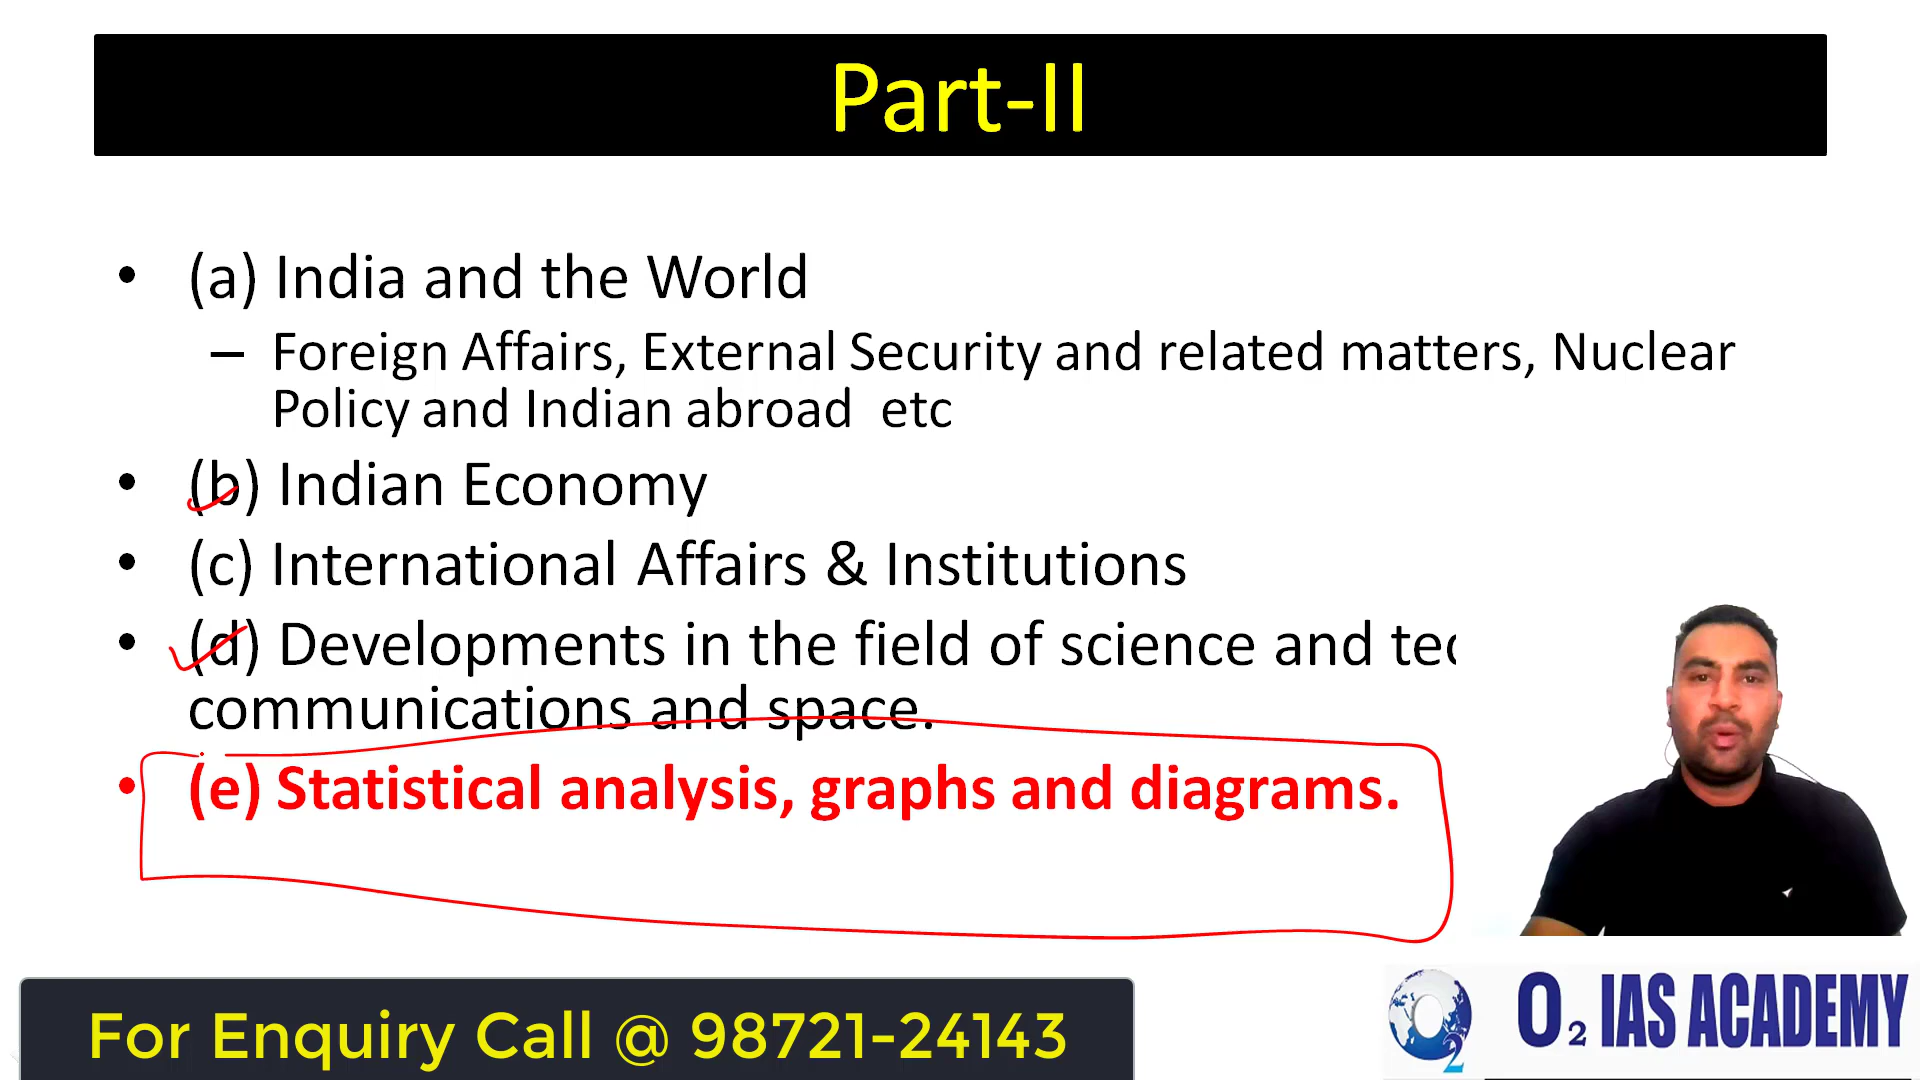 Part-II
• (a) India and the World
– Foreign Affairs, External Security and related matters, Nuclear
Policy and Indian abroad etc
• (b) Indian Economy
• (c) International Affairs & Institutions
• (d) Developments in the field of science and
communications and space.
• (e) Statistical analysis, graphs and diagrams.
For Enquiry Call @ 98721-24143
O2
O2 IAS ACADEMY